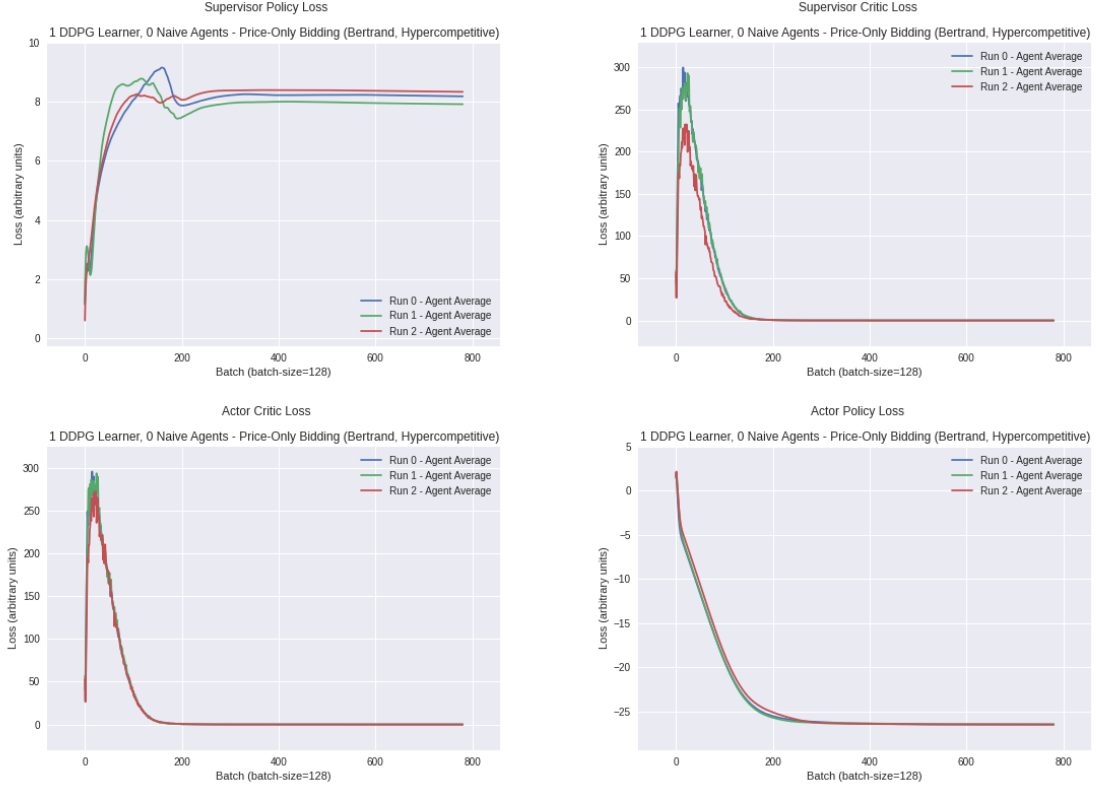 Supervisor Policy Loss
1 DDPG Learner, 0 Naive Agents - Price-Only Bidding (Bertrand, Hypercompetitive)
10
8
6
4
2
0
Loss (arbitrary units)
Run 0 - Agent Average
Run 1 - Agent Average
Run 2 - Agent Average
0 200 400 600 800
Batch (batch-size=128)
Supervisor Critic Loss
1 DDPG Learner, 0 Naive Agents - Price-Only Bidding (Bertrand, Hypercompetitive)
300
250
200
150
100
50
0
Loss (arbitrary units)
Run 0 - Agent Average
Run 1 - Agent Average
Run 2 - Agent Average
0 200 400 600 800
Batch (batch-size=128)
Actor Critic Loss
1 DDPG Learner, 0 Naive Agents - Price-Only Bidding (Bertrand, Hypercompetitive)
300
250
200
150
100
50
0
Loss (arbitrary units)
Run 0 - Agent Average
Run 1 - Agent Average
Run 2 - Agent Average
0 200 400 600 800
Batch (batch-size=128)
Actor Policy Loss
1 DDPG Learner, 0 Naive Agents - Price-Only Bidding (Bertrand, Hypercompetitive)
5
0
−5
−10
−15
−20
−25
Loss (arbitrary units)
Run 0 - Agent Average
Run 1 - Agent Average
Run 2 - Agent Average
0 200 400 600 800
Batch (batch-size=128)